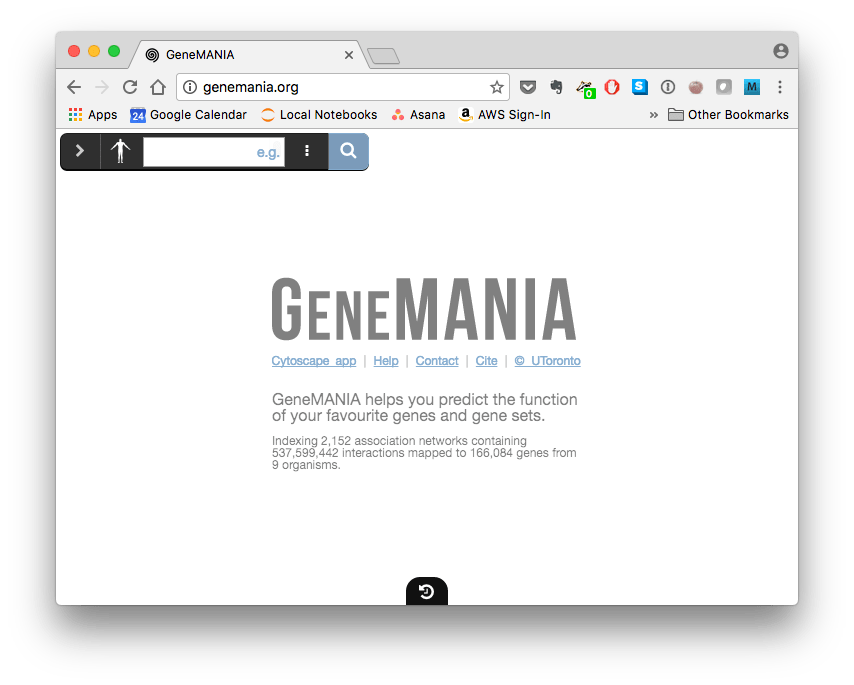 GeneMANIA
genemania.org
0
S
M
Apps
24
Google Calendar
Local Notebooks
Asana
a
AWS Sign-In
»
Other Bookmarks
e.g.
GENEMANIA
Cytoscape app | Help | Contact | Cite | © UToronto
GeneMANIA helps you predict the function
of your favourite genes and gene sets.
Indexing 2,152 association networks containing
537,599,442 interactions mapped to 166,084 genes from
9 organisms.